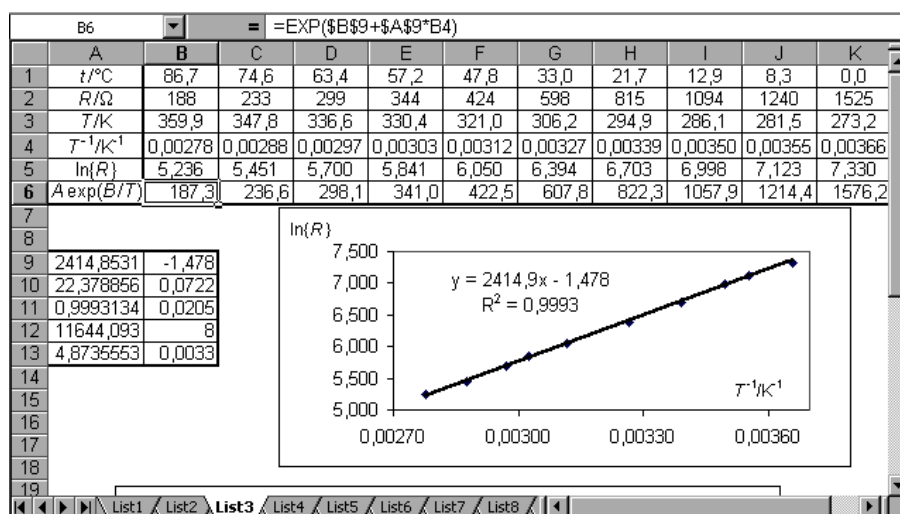 B6 = =EXP($B$9+$A$9*B4)
A B C D E F G H I J K
1 t/°C 86,7 74,6 63,4 57,2 47,8 33,0 21,7 12,9 8,3 0,0
2 R/Ω 188 233 299 344 424 598 815 1094 1240 1525
3 T/K 359,9 347,8 336,6 330,4 321,0 306,2 294,9 286,1 281,5 273,2
4 T⁻¹/K⁻¹ 0,00278 0,00288 0,00297 0,00303 0,00312 0,00327 0,00339 0,00350 0,00355 0,00366
5 ln{R} 5,236 5,451 5,700 5,841 6,050 6,394 6,703 6,998 7,123 7,330
6 A exp(B/T) 187,3 236,6 298,1 341,0 422,5 607,8 822,3 1057,9 1214,4 1576,2
7
8
9 2414,8531 -1,478
10 22,378856 0,0722
11 0,9993134 0,0205
12 11644,093 8
13 4,8735553 0,0033
14
15
16
17
18
19
ln{R}
7,500
7,000
6,500
6,000
5,500
5,000
y = 2414,9x - 1,478
R² = 0,9993
T⁻¹/K⁻¹
0,00270 0,00300 0,00330 0,00360
List1 List2 List3 List4 List5 List6 List7 List8